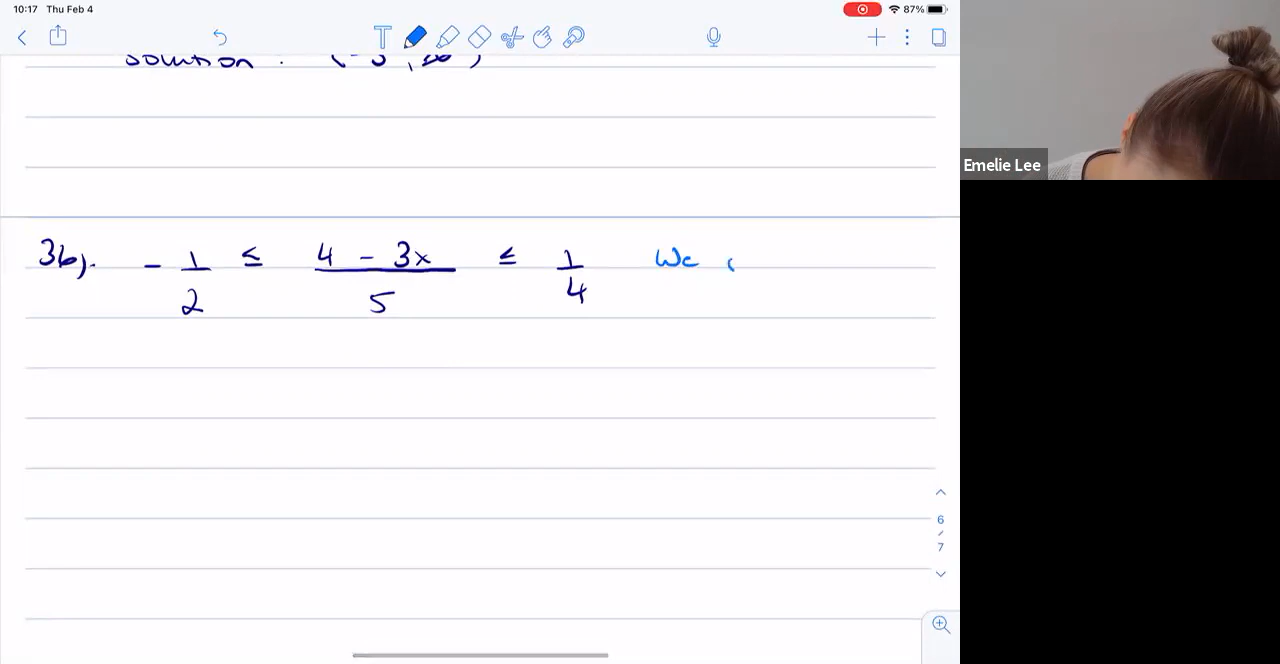 10:17 Thu Feb 4
87%
T
solution :
3b). - 1/2 ≤ (4 - 3x)/5 ≤ 1/4 We
6
7
Emelie Lee